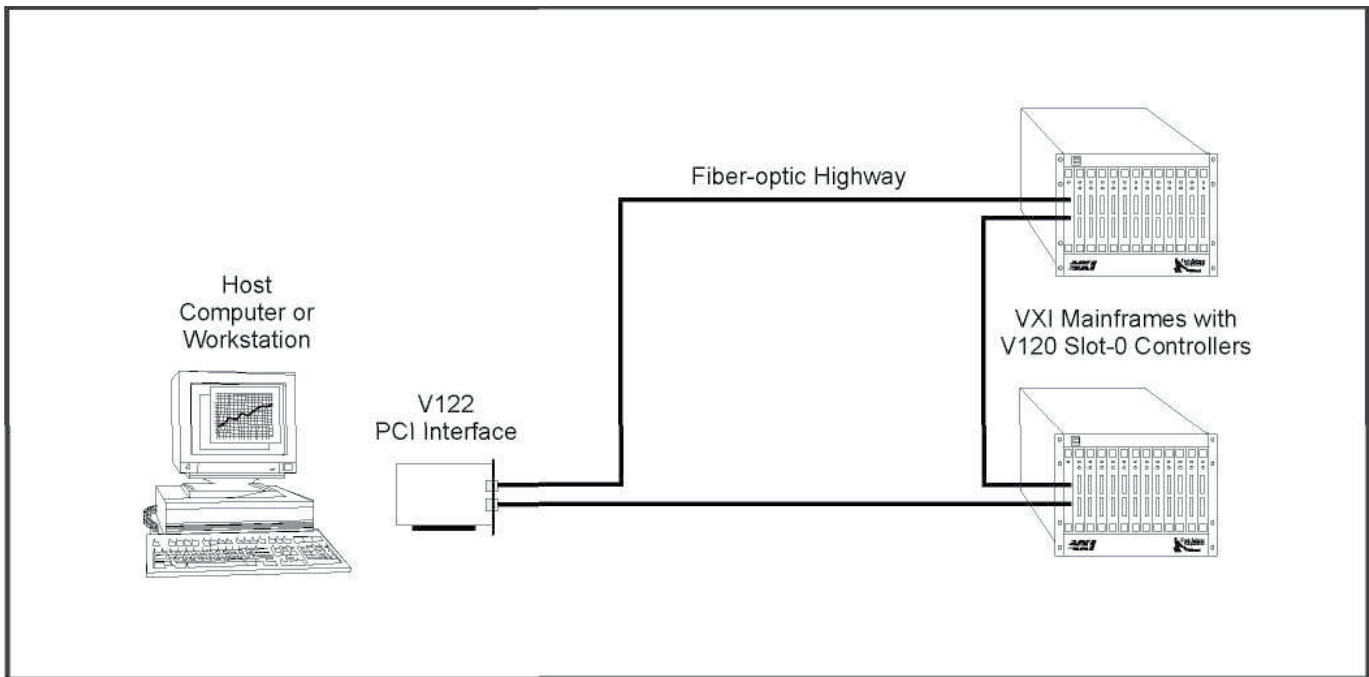 Fiber-optic Highway
Host
Computer or
Workstation
V122
PCI Interface
VXI Mainframes with
V120 Slot-0 Controllers